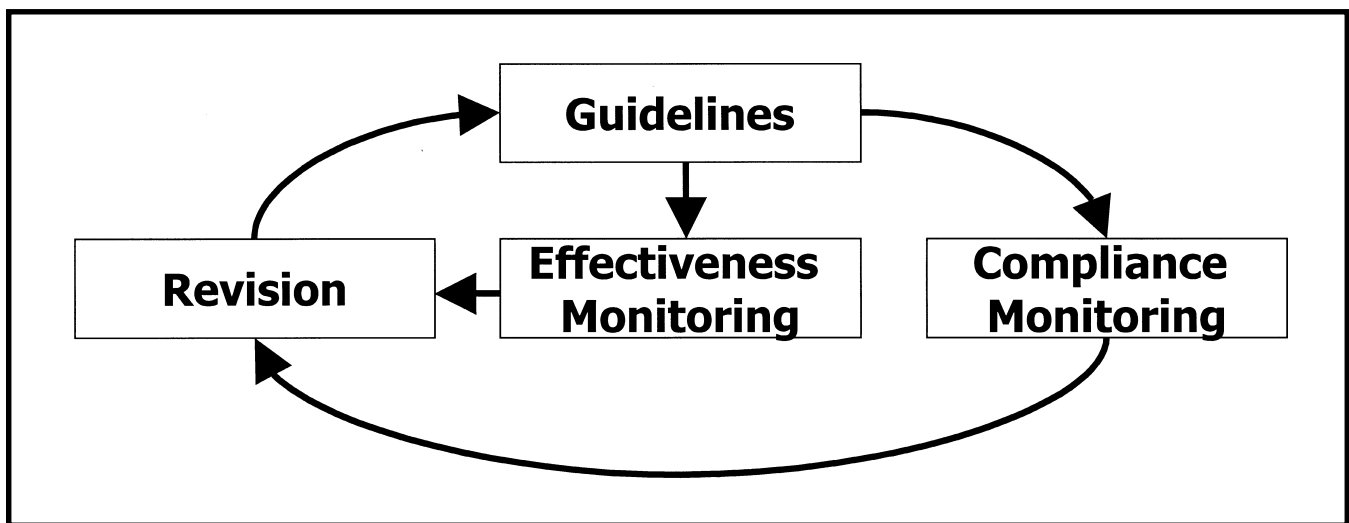 Guidelines
Revision
Effectiveness
Monitoring
Compliance
Monitoring